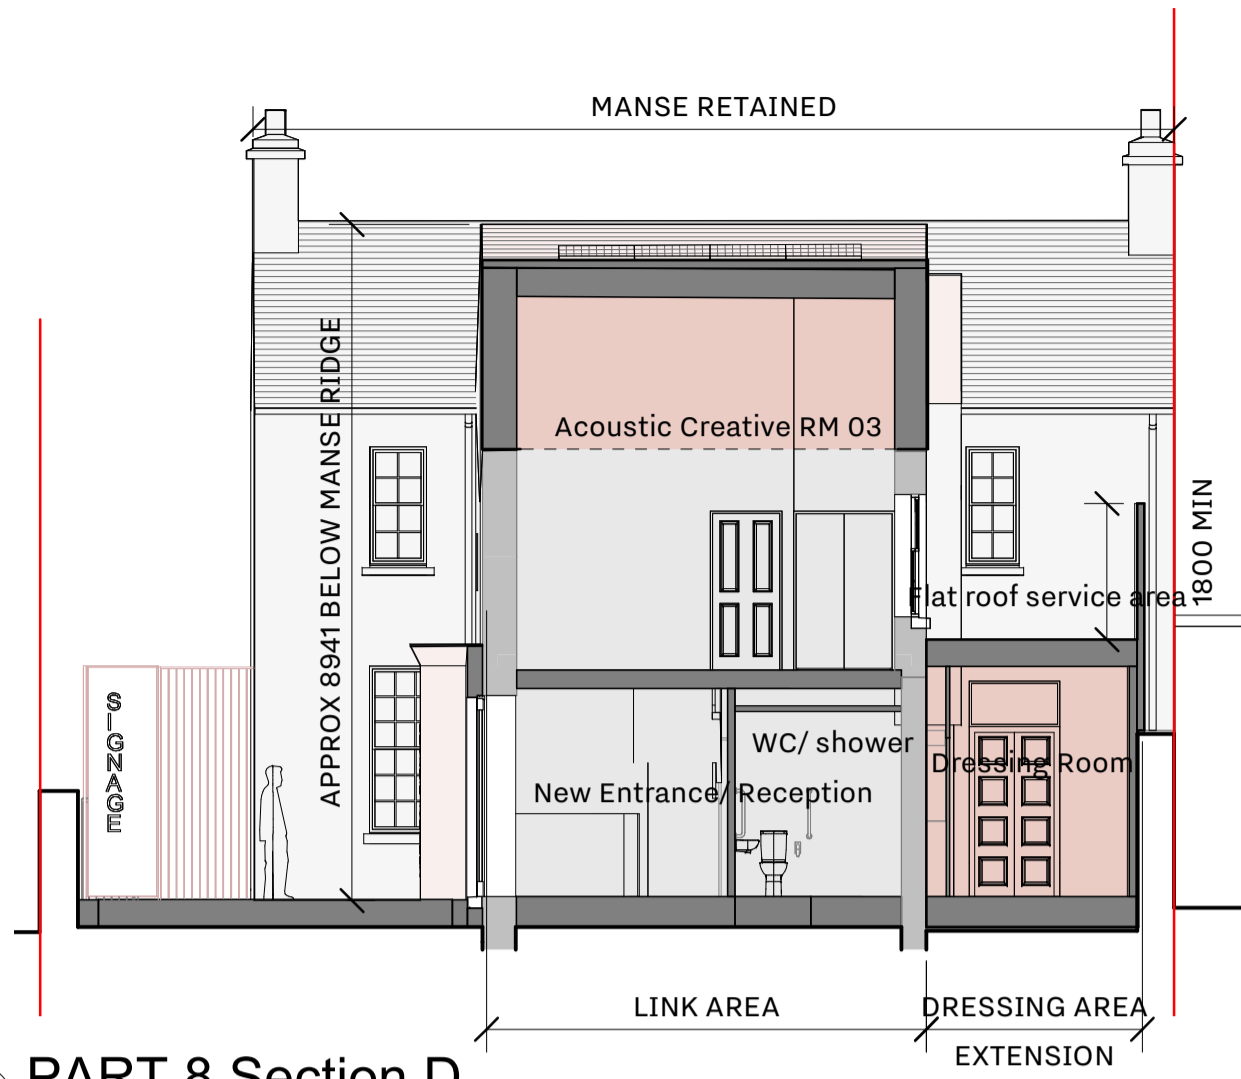 MANSE RETAINED
APPROX 8941 BELOW MANSE RIDGE
Acoustic Creative RM 03
1800 MIN
Flat roof service area
SIGNAGE
WC/ shower
Dressing Room
New Entrance/ Reception
LINK AREA
DRESSING AREA
EXTENSION
PART 8 Section D